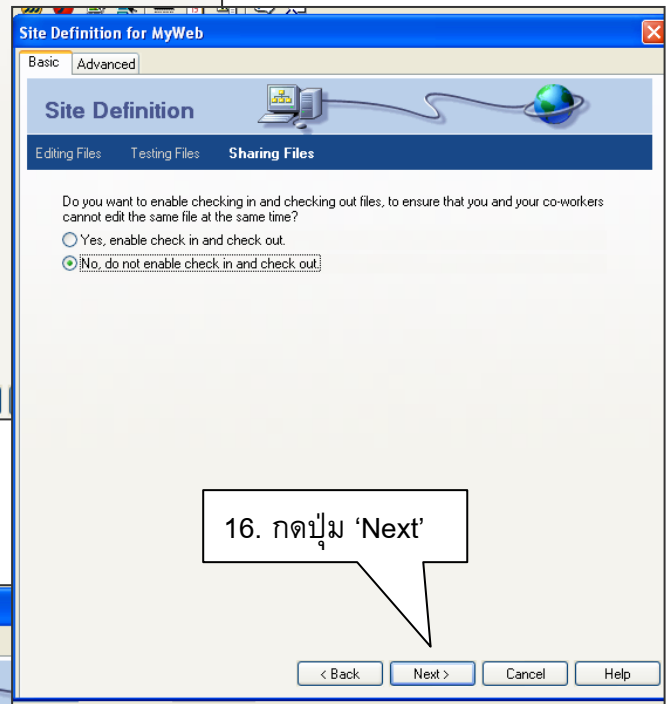 Site Definition for MyWeb
Basic Advanced
Site Definition
Editing Files Testing Files Sharing Files
Do you want to enable checking in and checking out files, to ensure that you and your co-workers
cannot edit the same file at the same time?
Yes, enable check in and check out.
No, do not enable check in and check out.
16. กดปุ่ม ‘Next’
< Back Next > Cancel Help